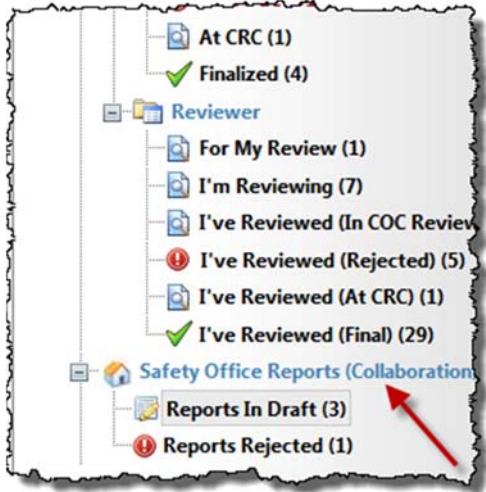 At CRC (1)
Finalized (4)
Reviewer
For My Review (1)
I'm Reviewing (7)
I've Reviewed (In COC Review
I've Reviewed (Rejected) (5)
I've Reviewed (At CRC) (1)
I've Reviewed (Final) (29)
Safety Office Reports (Collaboration
Reports In Draft (3)
Reports Rejected (1)